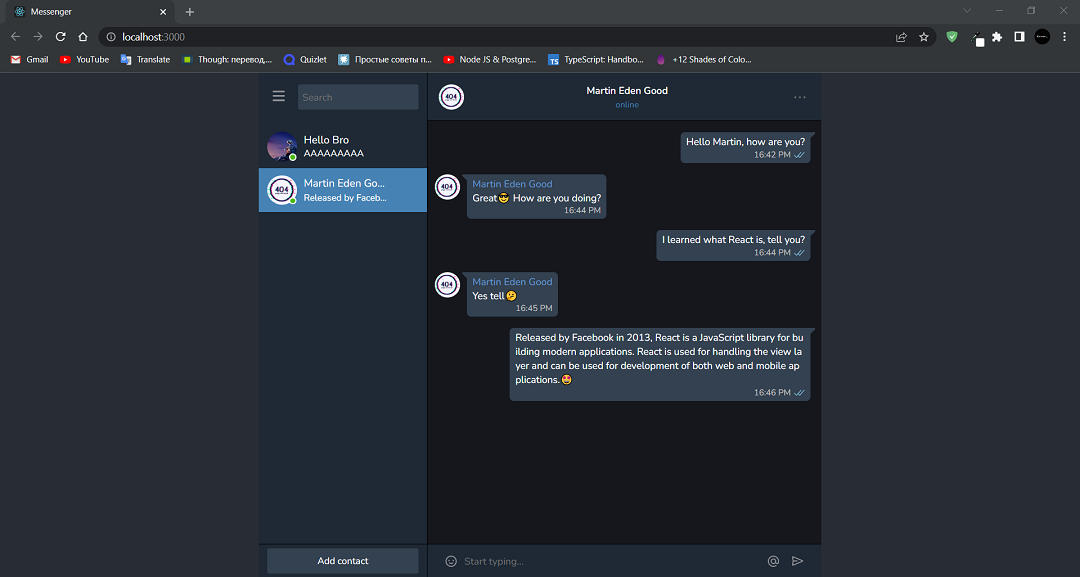 Messenger
localhost:3000
Gmail
YouTube
Translate
Though: перевод,...
Quizlet
Простые советы п...
Node JS & Postgre...
TS
TypeScript: Handbo...
+12 Shades of Colo...
Search
Hello Bro
AAAAAAAAA
404
Martin Eden Go...
Released by Faceb...
Add contact
404
Martin Eden Good
online
Hello Martin, how are you?
16:42 PM
404
Martin Eden Good
Great😎 How are you doing?
16:44 PM
I learned what React is, tell you?
16:44 PM
404
Martin Eden Good
Yes tell😕
16:45 PM
Released by Facebook in 2013, React is a JavaScript library for bu
ilding modern applications. React is used for handling the view la
yer and can be used for development of both web and mobile ap
plications.😍
16:46 PM
Start typing...